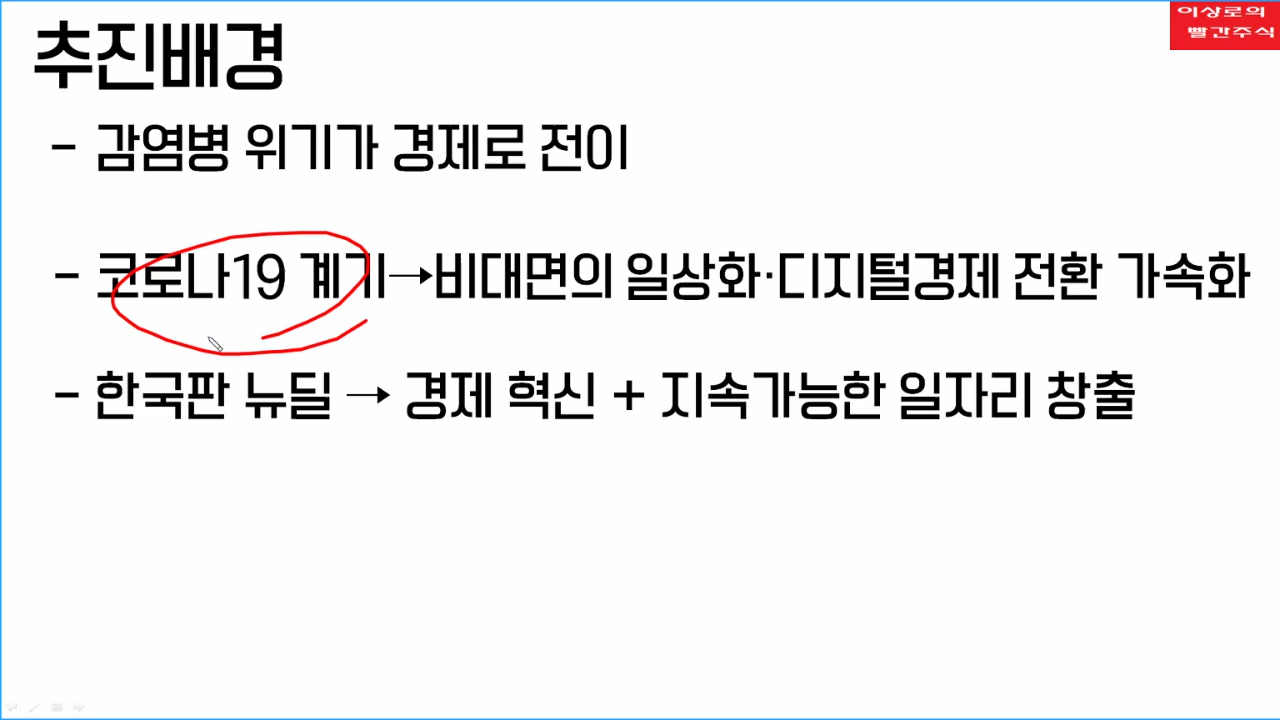 이상로의
빨간주식
추진배경
- 감염병 위기가 경제로 전이
- 코로나19 계기→비대면의 일상화·디지털경제 전환 가속화
- 한국판 뉴딜 → 경제 혁신 + 지속가능한 일자리 창출